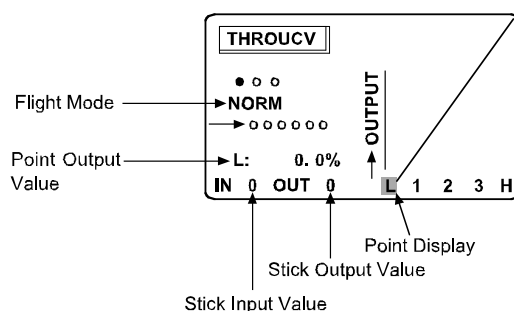 THROUCV
Flight Mode
NORM
OUTPUT
Point Output
Value
L: 0.0%
IN 0 OUT 0 L 1 2 3 H
Point Display
Stick Output Value
Stick Input Value